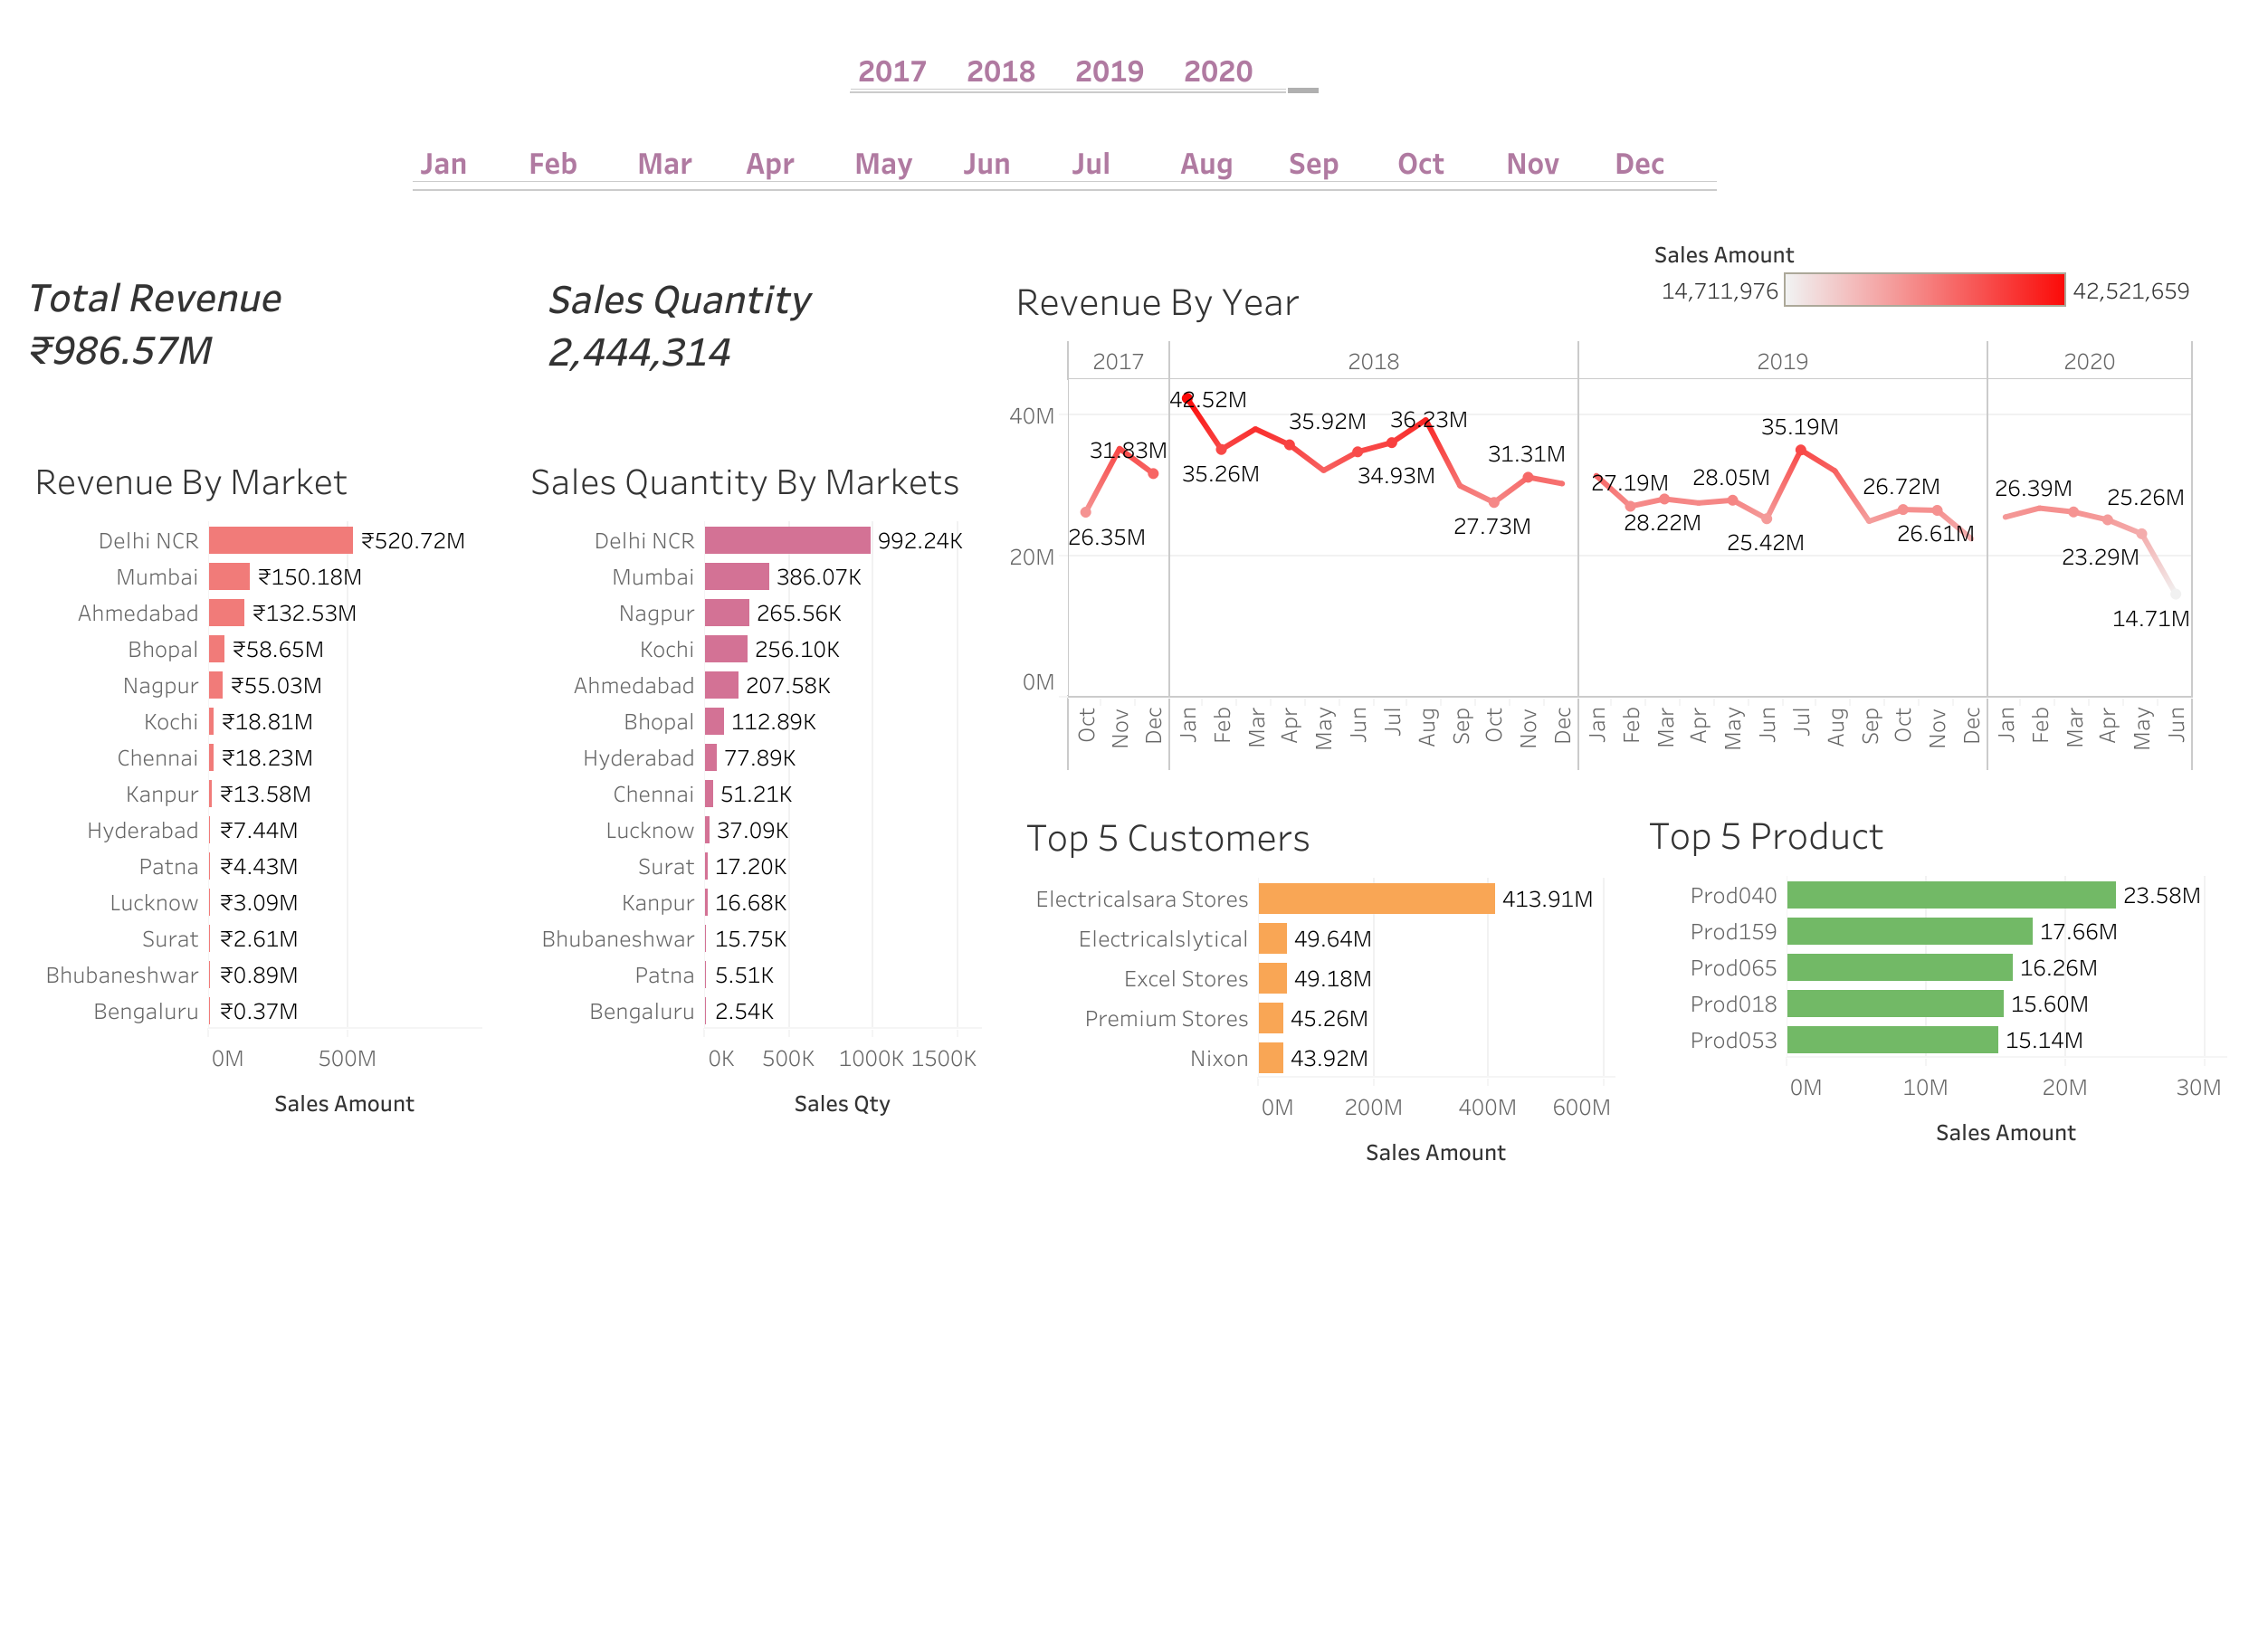 2017 2018 2019 2020
Jan Feb Mar Apr May Jun Jul Aug Sep Oct Nov Dec
Total Revenue
₹986.57M
Sales Quantity
2,444,314
Revenue By Market
Delhi NCR ₹520.72M
Mumbai ₹150.18M
Ahmedabad ₹132.53M
Bhopal ₹58.65M
Nagpur ₹55.03M
Kochi ₹18.81M
Chennai ₹18.23M
Kanpur ₹13.58M
Hyderabad ₹7.44M
Patna ₹4.43M
Lucknow ₹3.09M
Surat ₹2.61M
Bhubaneshwar ₹0.89M
Bengaluru ₹0.37M
0M 500M
Sales Amount
Sales Quantity By Markets
Delhi NCR 992.24K
Mumbai 386.07K
Nagpur 265.56K
Kochi 256.10K
Ahmedabad 207.58K
Bhopal 112.89K
Hyderabad 77.89K
Chennai 51.21K
Lucknow 37.09K
Surat 17.20K
Kanpur 16.68K
Bhubaneshwar 15.75K
Patna 5.51K
Bengaluru 2.54K
0K 500K 1000K 1500K
Sales Qty
Revenue By Year
Sales Amount
14,711,976 42,521,659
2017 2018 2019 2020
40M
20M
0M
26.35M 31.83M 42.52M 35.26M 35.92M 34.93M 36.23M 27.73M 31.31M 27.19M 28.22M 28.05M 25.42M 35.19M 26.72M 26.61M 26.39M 25.26M 23.29M 14.71M
Oct Nov Dec Jan Feb Mar Apr May Jun Jul Aug Sep Oct Nov Dec Jan Feb Mar Apr May Jun Jul Aug Sep Oct Nov Dec Jan Feb Mar Apr May Jun
Top 5 Customers
Electricalsara Stores 413.91M
Electricalslytical 49.64M
Excel Stores 49.18M
Premium Stores 45.26M
Nixon 43.92M
0M 200M 400M 600M
Sales Amount
Top 5 Product
Prod040 23.58M
Prod159 17.66M
Prod065 16.26M
Prod018 15.60M
Prod053 15.14M
0M 10M 20M 30M
Sales Amount